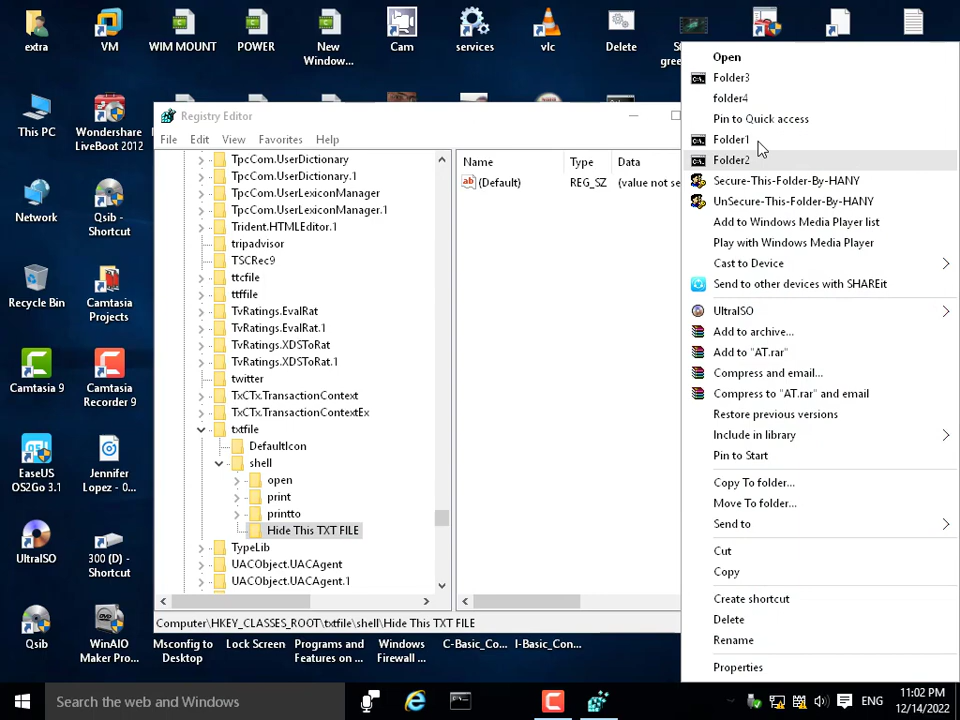 extra
VM
WIM MOUNT
POWER
New
Window...
Cam
services
vlc
Delete
St
gree
This PC
Wondershare
LiveBoot 2012
Network
Qsib -
Shortcut
Recycle Bin
Camtasia
Projects
Camtasia 9
Camtasia
Recorder 9
EaseUS
OS2Go 3.1
Jennifer
Lopez - 0...
UltraISO
300 (D) -
Shortcut
Qsib
WinAIO
Maker Pro...
Msconfig to
Desktop
Lock Screen
Programs and
Features on ...
Windows
Firewall ...
C-Basic_Co...
I-Basic_Con...
Registry Editor
File Edit View Favorites Help
TpcCom.UserDictionary
TpcCom.UserDictionary.1
TpcCom.UserLexiconManager
TpcCom.UserLexiconManager.1
Trident.HTMLEditor.1
tripadvisor
TSCRec9
ttcfile
ttffile
TvRatings.EvalRat
TvRatings.EvalRat.1
TvRatings.XDSToRat
TvRatings.XDSToRat.1
twitter
TxCTx.TransactionContext
TxCTx.TransactionContextEx
txtfile
DefaultIcon
shell
open
print
printto
Hide This TXT FILE
TypeLib
UACObject.UACAgent
UACObject.UACAgent.1
Name Type Data
ab (Default) REG_SZ (value not se
Computer\HKEY_CLASSES_ROOT\txtfile\shell\Hide This TXT FILE
Open
Folder3
folder4
Pin to Quick access
Folder1
Folder2
Secure-This-Folder-By-HANY
UnSecure-This-Folder-By-HANY
Add to Windows Media Player list
Play with Windows Media Player
Cast to Device
Send to other devices with SHAREit
UltraISO
Add to archive...
Add to "AT.rar"
Compress and email...
Compress to "AT.rar" and email
Restore previous versions
Include in library
Pin to Start
Copy To folder...
Move To folder...
Send to
Cut
Copy
Create shortcut
Delete
Rename
Properties
Search the web and Windows
ENG
11:02 PM
12/14/2022